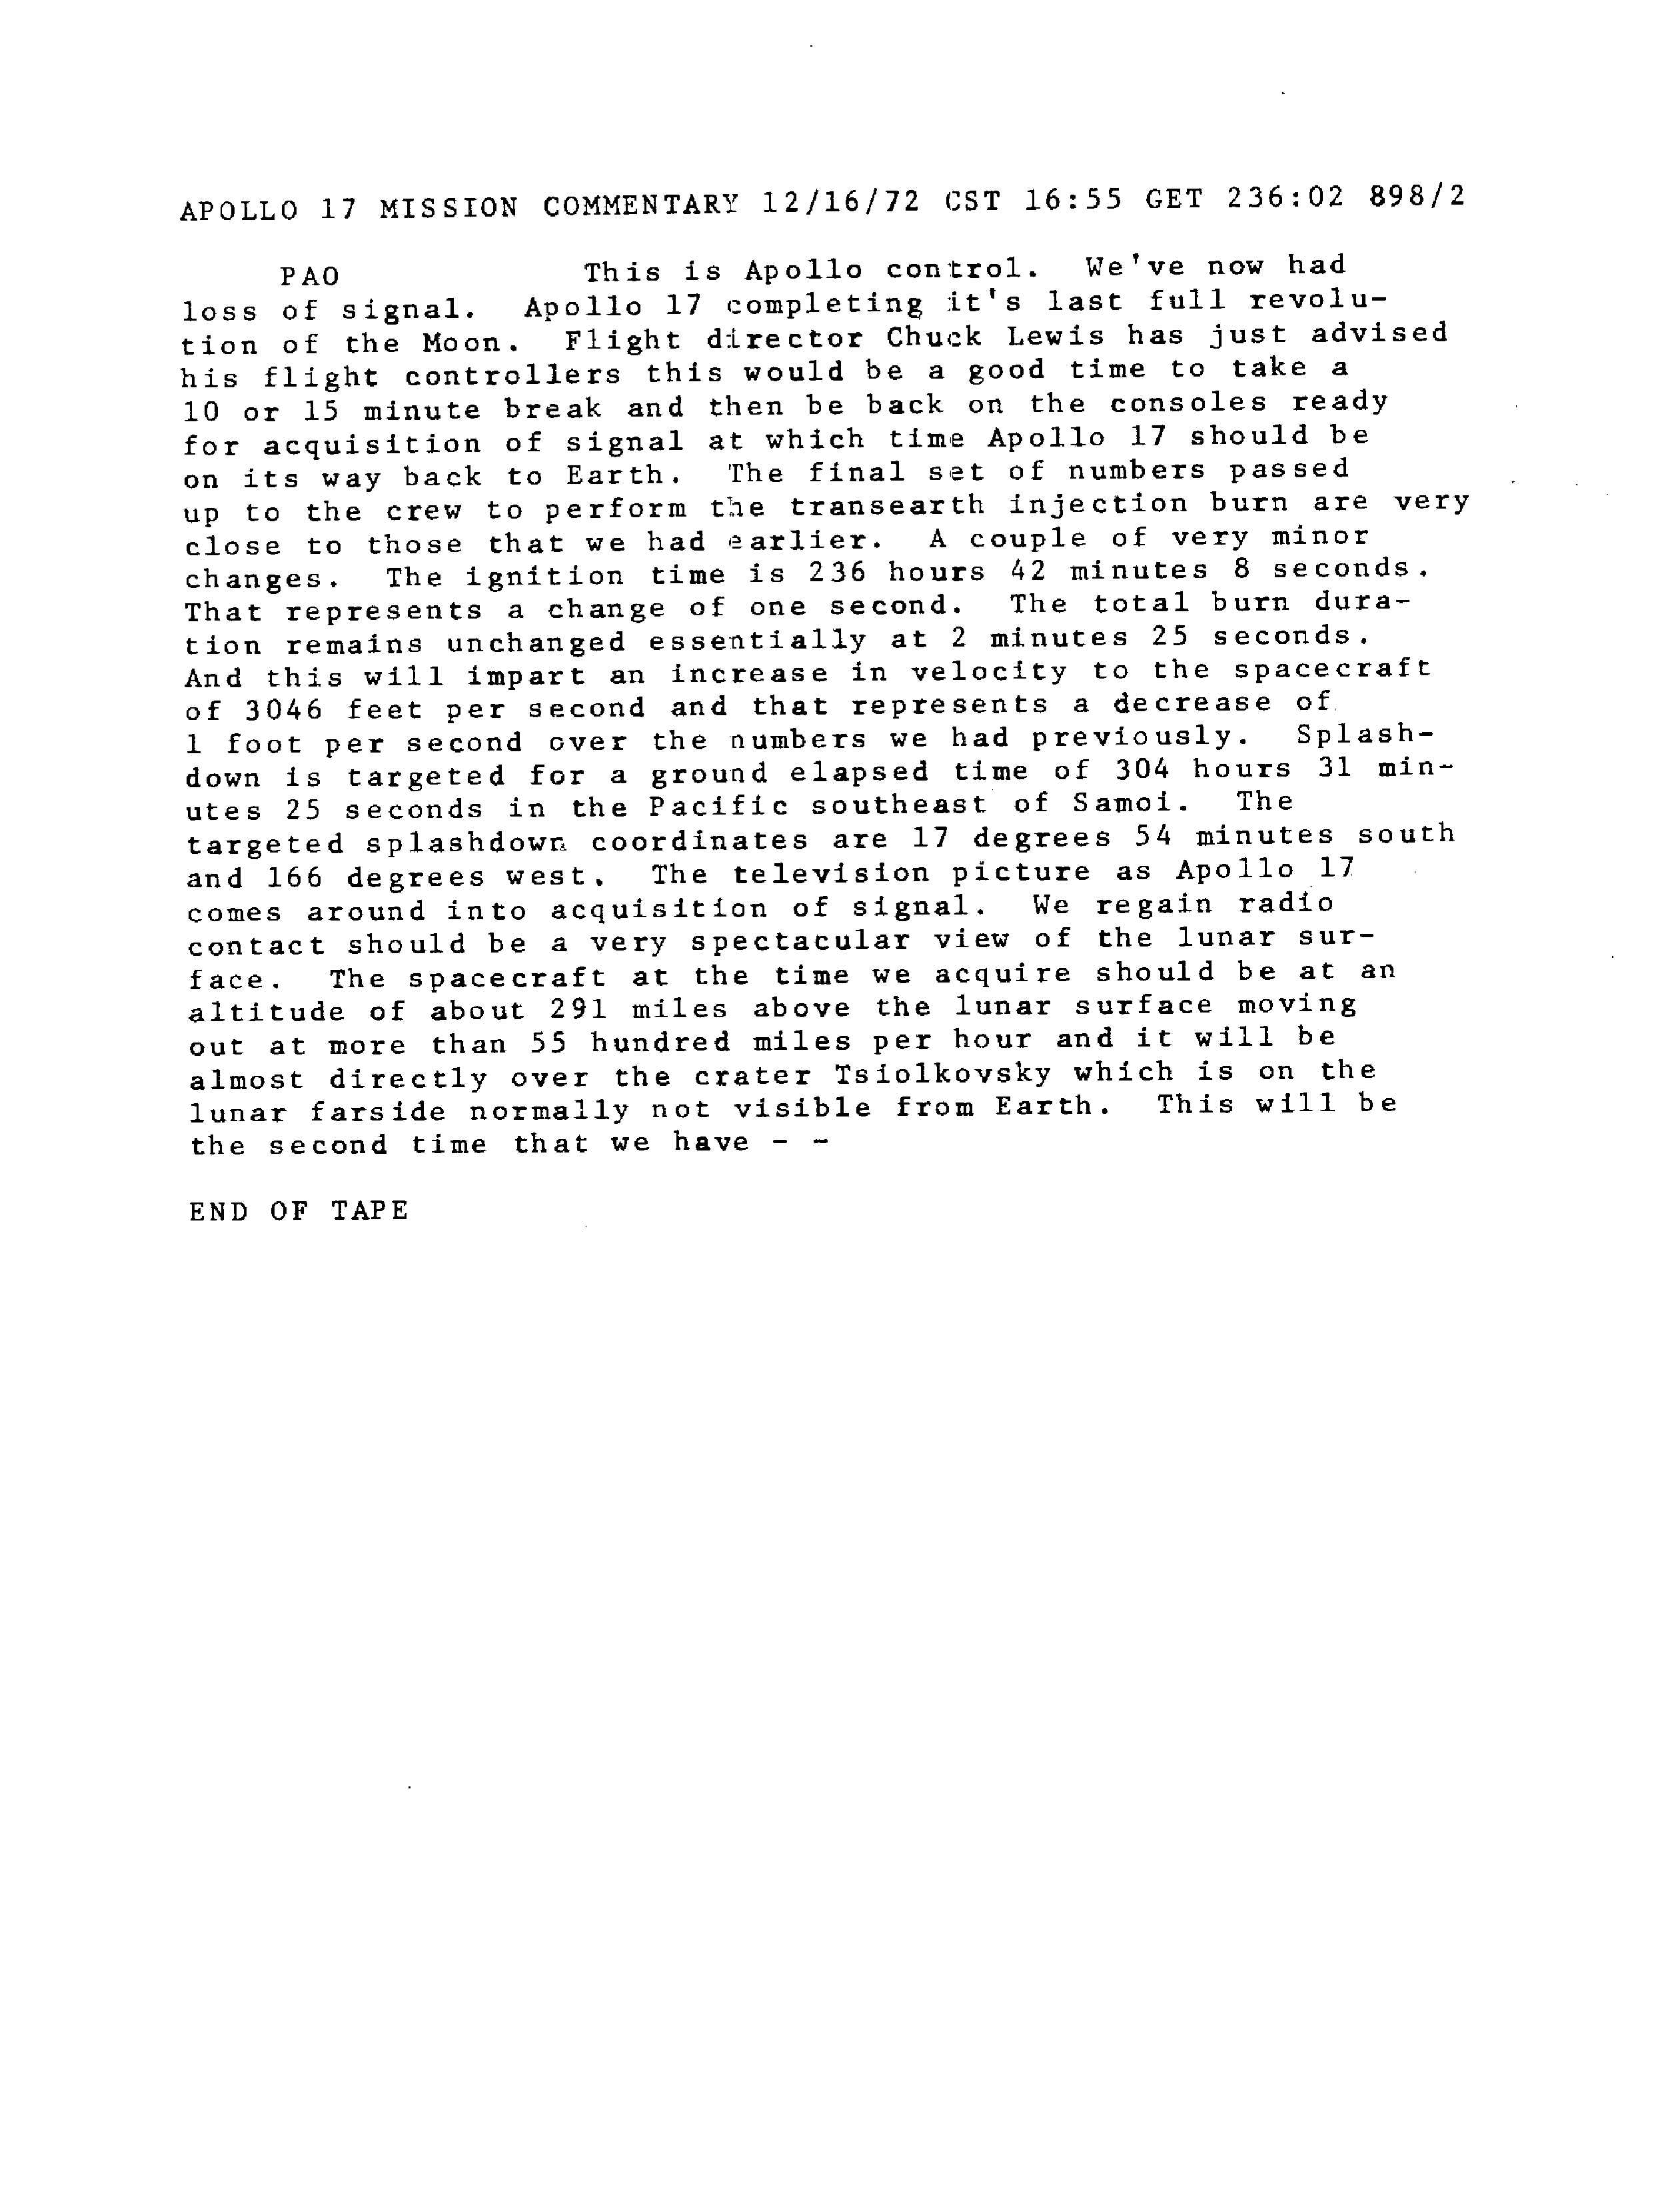 APOLLO 17 MISSION COMMENTARY 12/16/72 CST 16:55 GET 236:02 898/2
PAO This is Apollo control. We've now had
loss of signal. Apollo 17 completing it's last full revolu-
tion of the Moon. Flight director Chuck Lewis has just advised
his flight controllers this would be a good time to take a
10 or 15 minute break and then be back on the consoles ready
for acquisition of signal at which time Apollo 17 should be
on its way back to Earth. The final set of numbers passed
up to the crew to perform the transearth injection burn are very
close to those that we had earlier. A couple of very minor
changes. The ignition time is 236 hours 42 minutes 8 seconds.
That represents a change of one second. The total burn dura-
tion remains unchanged essentially at 2 minutes 25 seconds.
And this will impart an increase in velocity to the spacecraft
of 3046 feet per second and that represents a decrease of
1 foot per second over the numbers we had previously. Splash-
down is targeted for a ground elapsed time of 304 hours 31 min-
utes 25 seconds in the Pacific southeast of Samoi. The
targeted splashdown coordinates are 17 degrees 54 minutes south
and 166 degrees west. The television picture as Apollo 17
comes around into acquisition of signal. We regain radio
contact should be a very spectacular view of the lunar sur-
face. The spacecraft at the time we acquire should be at an
altitude of about 291 miles above the lunar surface moving
out at more than 55 hundred miles per hour and it will be
almost directly over the crater Tsiolkovsky which is on the
lunar farside normally not visible from Earth. This will be
the second time that we have - -
END OF TAPE